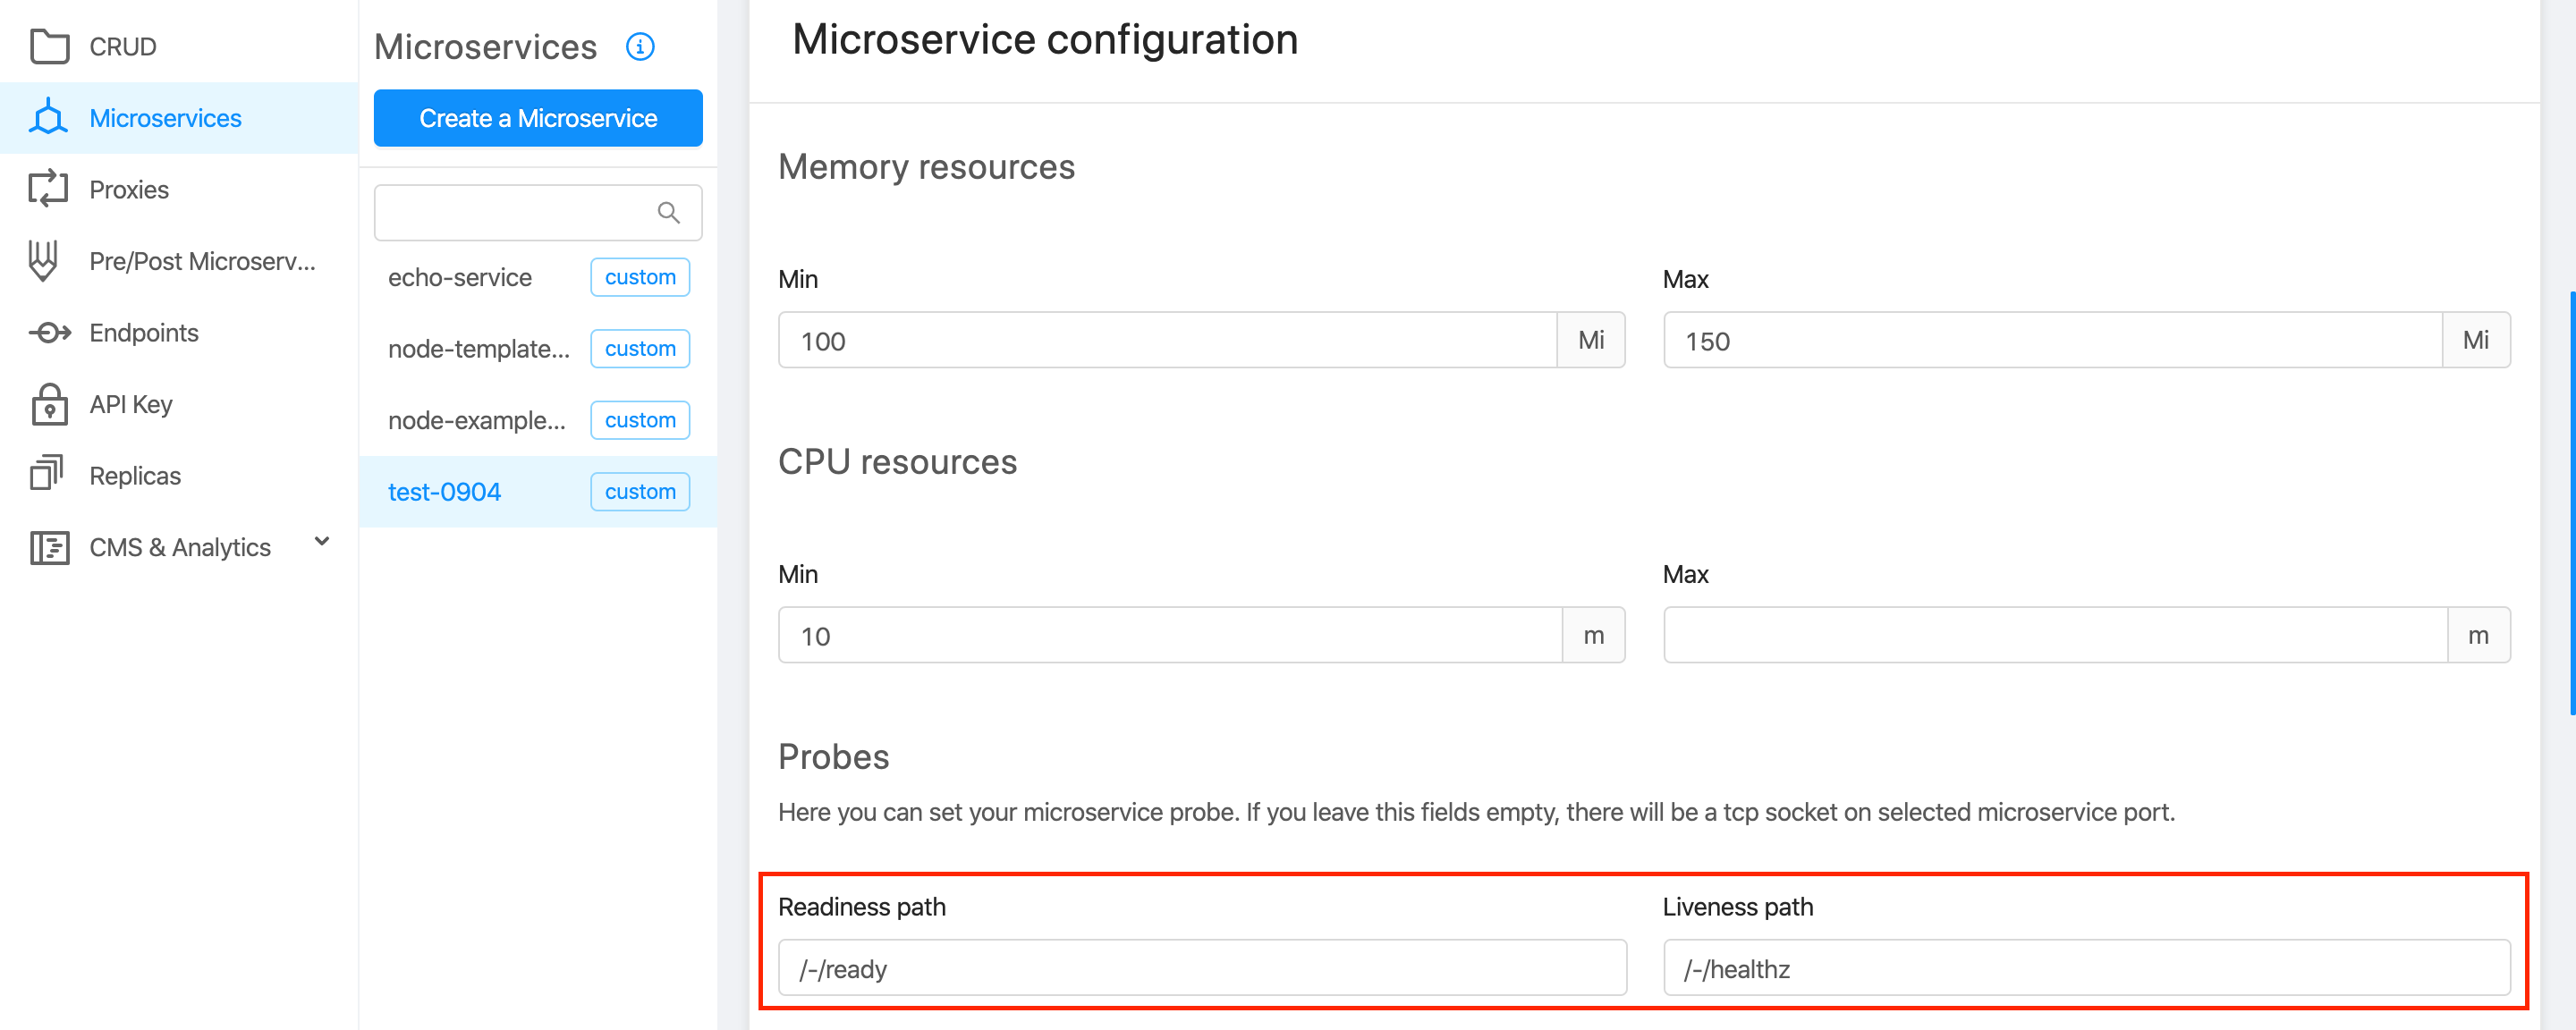 CRUD
Microservices
Proxies
Pre/Post Microserv...
Endpoints
API Key
Replicas
CMS & Analytics
Microservices
Create a Microservice
echo-service custom
node-template... custom
node-example... custom
test-0904 custom
Microservice configuration
Memory resources
Min Max
100 Mi 150 Mi
CPU resources
Min Max
10 m m
Probes
Here you can set your microservice probe. If you leave this fields empty, there will be a tcp socket on selected microservice port.
Readiness path Liveness path
/-/ready /-/healthz